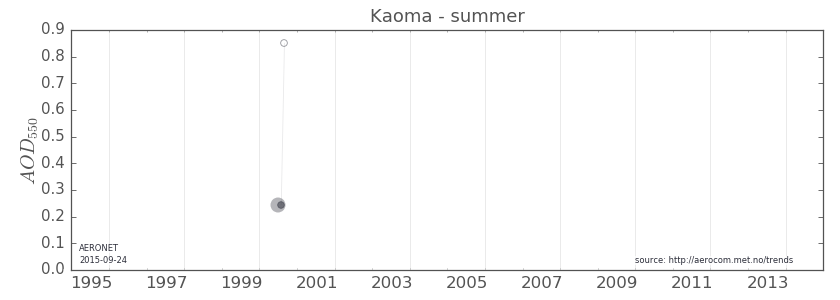 Kaoma - summer
0.9
0.8
0.7
0.6
0.5
0.4
0.3
0.2
0.1
0.0
AOD550
AERONET
2015-09-24
source: http://aerocom.met.no/trends
1995 1997 1999 2001 2003 2005 2007 2009 2011 2013